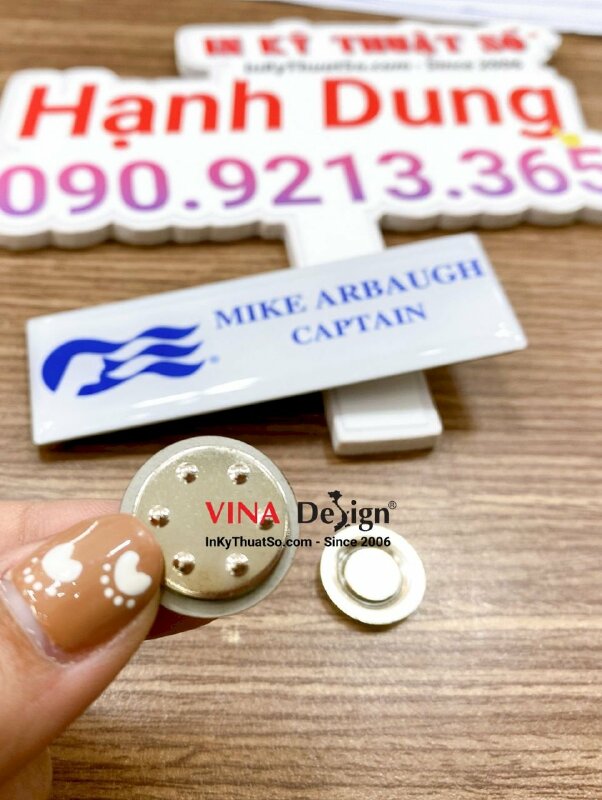 IN KỸ THUẬT SỐ
InKyThuatSo.com - Since 2006
Hạnh Dung
090.9213.365
MIKE ARBAUGH
CAPTAIN
®
VINA Design®
InKyThuatSo.com - Since 2006